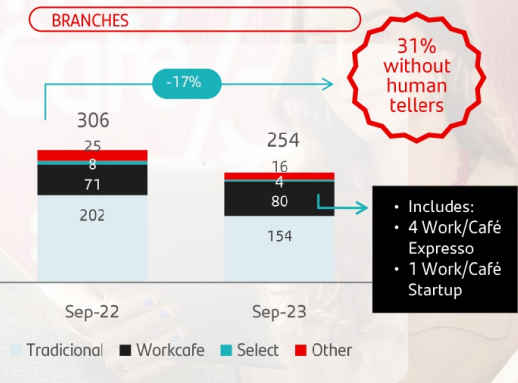 BRANCHES
31%
without
human
tellers
-17%
306
254
25
8
71
202
16
4
80
154
• Includes:
• 4 Work/Café
Expresso
• 1 Work/Café
Startup
Sep-22 Sep-23
Tradicional Workcafe Select Other